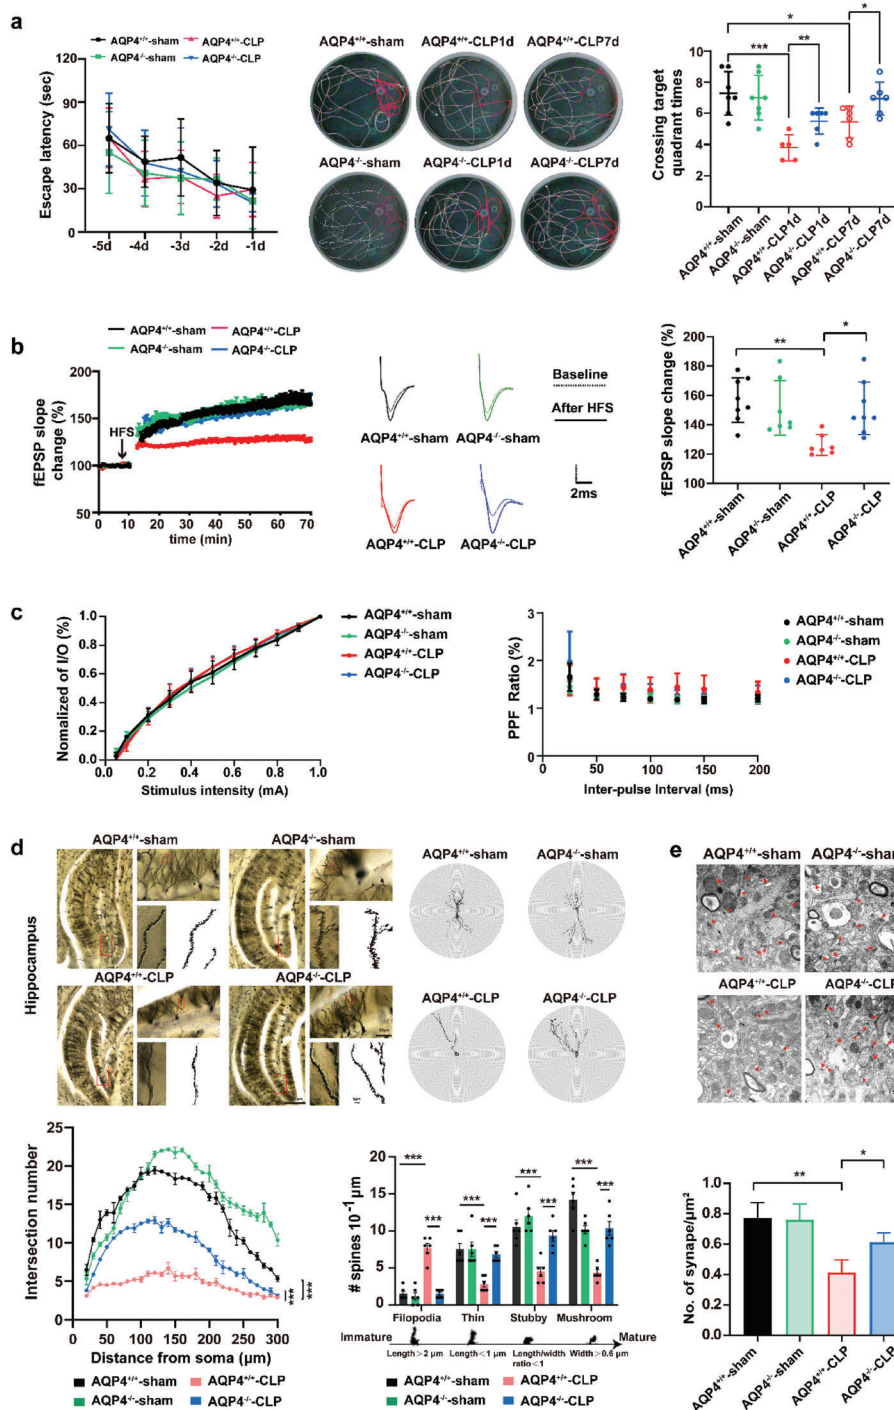 a
AQP4+/+-sham AQP4+/+-CLP
AQP4-/-sham AQP4-/-CLP
Escape latency (sec)
120
90
60
30
0
-5d -4d -3d -2d -1d
AQP4+/+-sham AQP4+/+-CLP1d AQP4+/+-CLP7d
AQP4-/-sham AQP4-/-CLP1d AQP4-/-CLP7d
Crossing target
quadrant times
10
8
6
4
2
0
*
***
**
*
AQP4+/+-sham
AQP4-/-sham
AQP4+/+-CLP1d
AQP4-/-CLP1d
AQP4+/+-CLP7d
AQP4-/-CLP7d
b
AQP4+/+-sham AQP4+/+-CLP
AQP4-/-sham AQP4-/-CLP
fEPSP slope
change (%)
200
150
100
50
HFS
0 10 20 30 40 50 60 70
time (min)
AQP4+/+-sham AQP4-/-sham
AQP4+/+-CLP AQP4-/-CLP
Baseline
After HFS
2ms
fEPSP slope change (%)
200
180
160
140
120
100
**
*
AQP4+/+-sham
AQP4-/-sham
AQP4+/+-CLP
AQP4-/-CLP
c
Nomalized of I/O (%)
1.0
0.8
0.6
0.4
0.2
0.0
0.0 0.2 0.4 0.6 0.8 1.0
Stimulus intensity (mA)
AQP4+/+-sham
AQP4-/-sham
AQP4+/+-CLP
AQP4-/-CLP
PPF Ratio (%)
3
2
1
0
0 50 100 150 200
Inter-pulse Interval (ms)
AQP4+/+-sham
AQP4-/-sham
AQP4+/+-CLP
AQP4-/-CLP
d
Hippocampus
AQP4+/+-sham AQP4-/-sham
AQP4+/+-CLP AQP4-/-CLP
AQP4+/+-sham AQP4-/-sham
AQP4+/+-CLP AQP4-/-CLP
e
AQP4+/+-sham AQP4-/-sham
AQP4+/+-CLP AQP4-/-CLP
Intersection number
25
20
15
10
5
0
0 50 100 150 200 250 300
Distance from soma (μm)
***
***
AQP4+/+-sham AQP4+/+-CLP
AQP4-/-sham AQP4-/-CLP
# spines 10-1 μm
20
15
10
5
0
*** *** *** ***
*** *** *** ***
Filopodia Thin Stubby Mushroom
Immature Mature
Length>2 μm Length<1 μm Length/width Width>0.6 μm
ratio<1
AQP4+/+-sham AQP4+/+-CLP
AQP4-/-sham AQP4-/-CLP
No. of synape/μm²
1.0
0.8
0.6
0.4
0.2
0.0
**
*
AQP4+/+-sham
AQP4-/-sham
AQP4+/+-CLP
AQP4-/-CLP